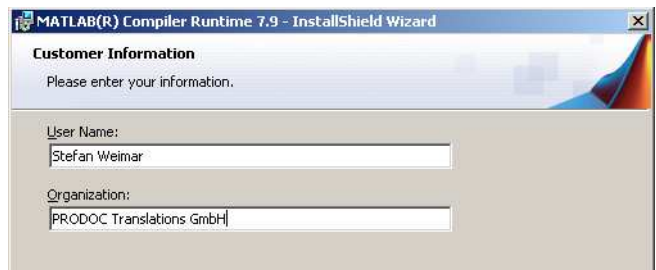 MATLAB(R) Compiler Runtime 7.9 - InstallShield Wizard
Customer Information
Please enter your information.
User Name:
Stefan Weimar
Organization:
PRODOC Translations GmbH